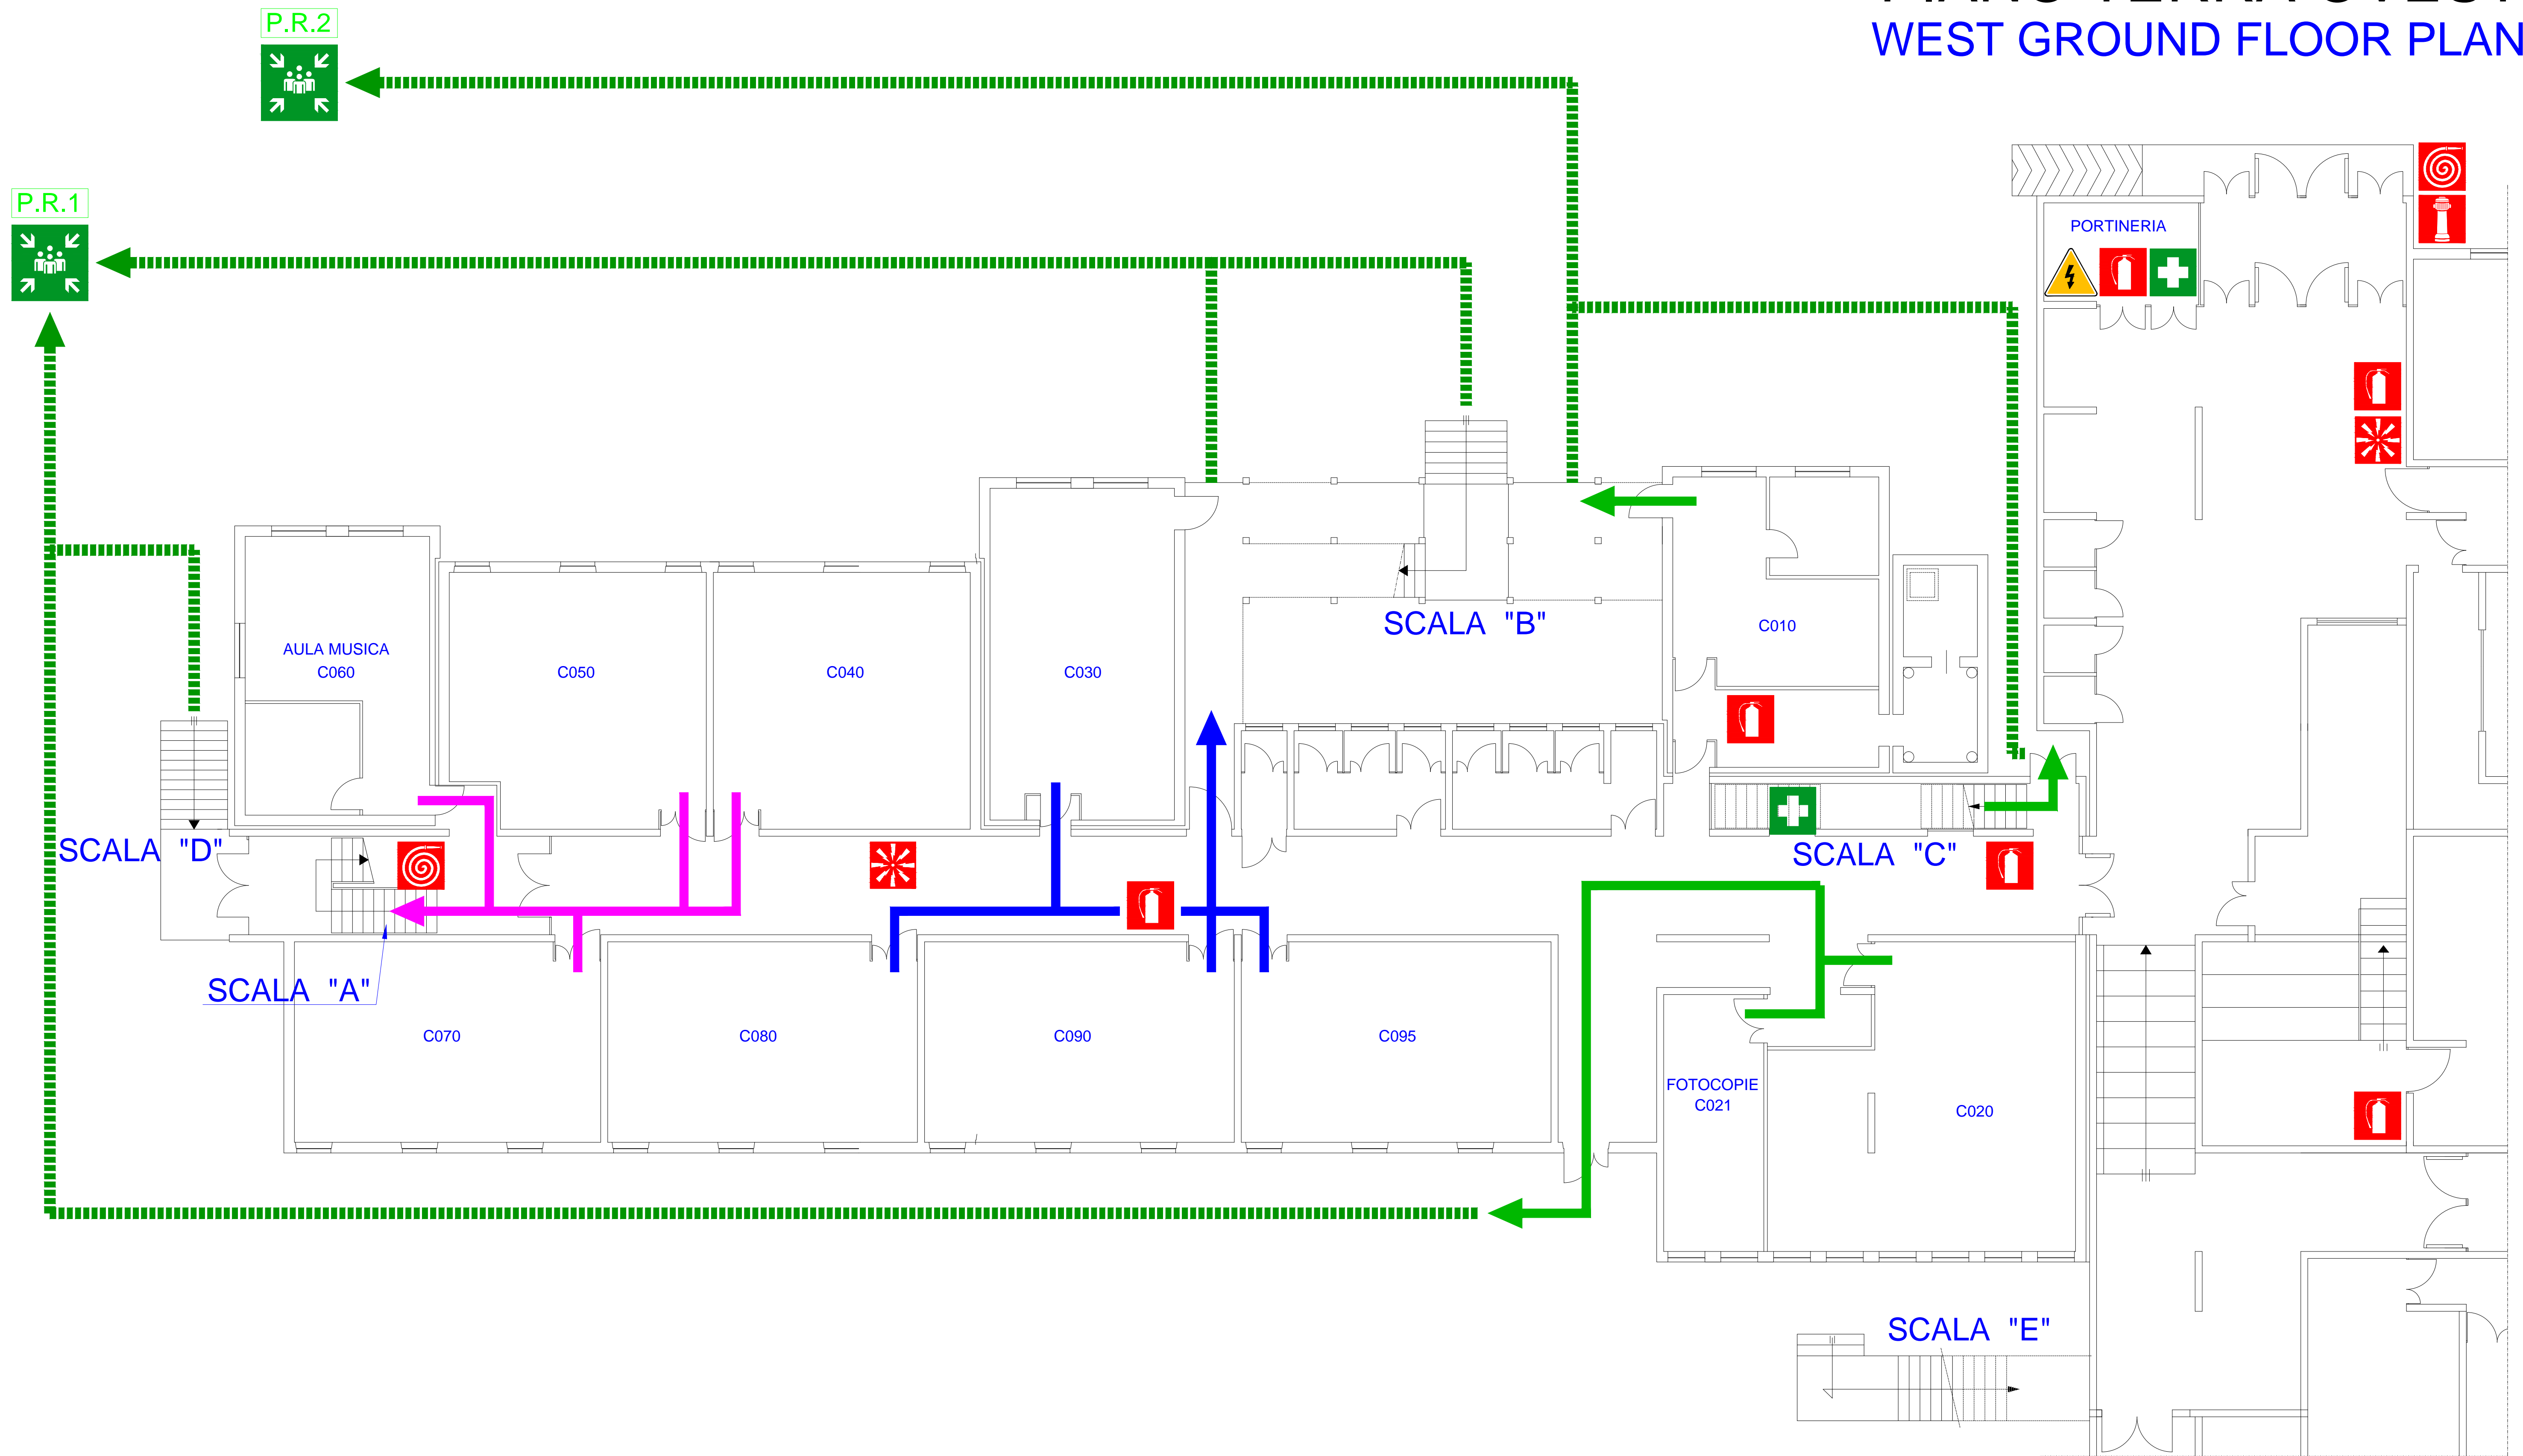 WEST GROUND FLOOR PLAN
P.R.2
P.R.1
PORTINERIA
SCALA "B"
C010
AULA MUSICA
C060
C050
C040
C030
SCALA "D"
SCALA "C"
SCALA "A"
C070
C080
C090
C095
FOTOCOPIE
C021
C020
SCALA "E"